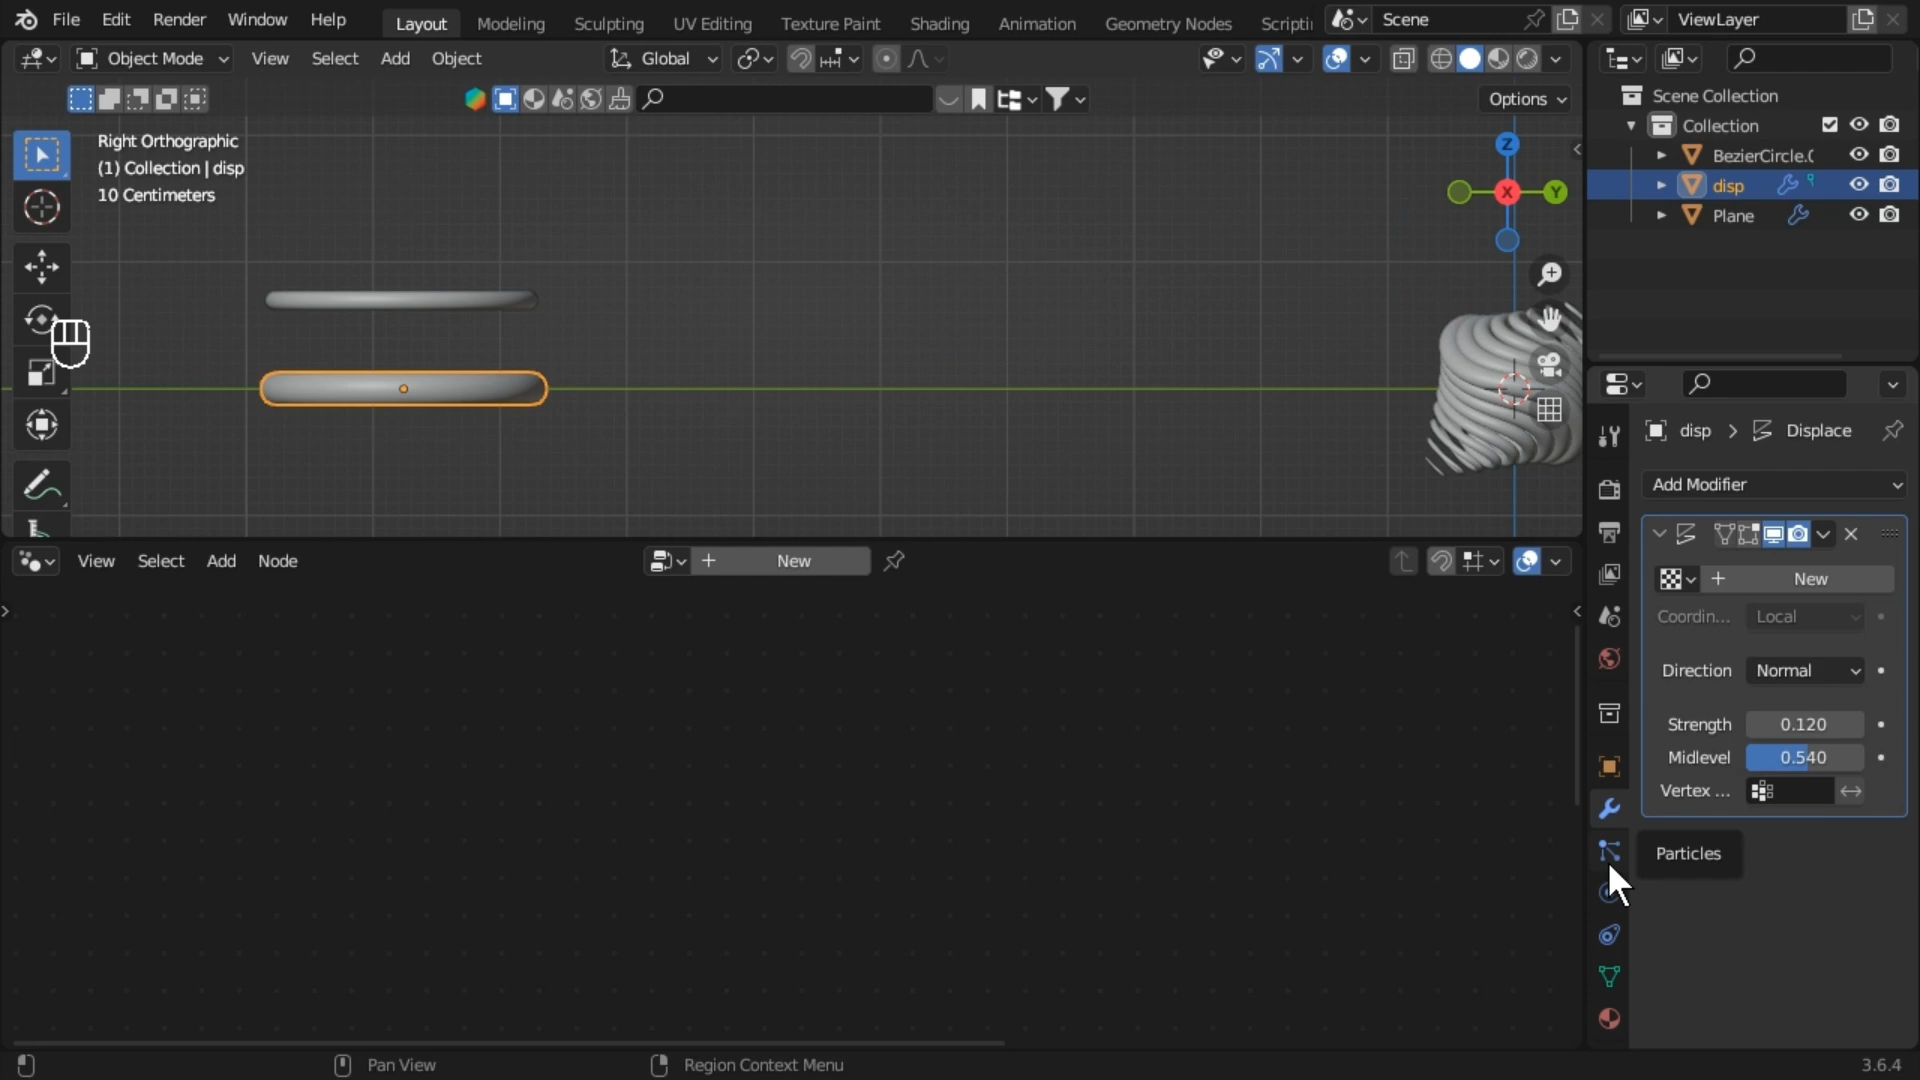 File Edit Render Window Help Layout Modeling Sculpting UV Editing Texture Paint Shading Animation Geometry Nodes Scripti Scene ViewLayer
Object Mode View Select Add Object Global
Options
Right Orthographic
(1) Collection | disp
10 Centimeters
Z
X
Y
Scene Collection
Collection
BezierCircle.0
disp
Plane
disp > Displace
Add Modifier
New
Coordin... Local
Direction Normal
Strength 0.120
Midlevel 0.540
Vertex ...
Particles
View Select Add Node New
Pan View Region Context Menu 3.6.4